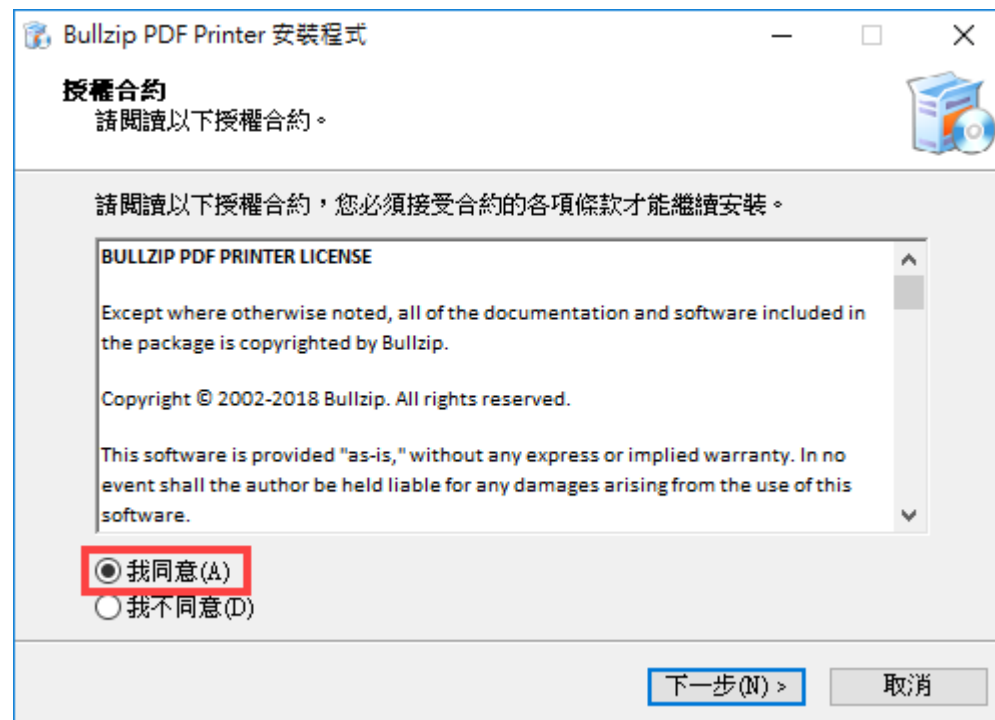 Bullzip PDF Printer 安裝程式
授權合約
請閱讀以下授權合約。
請閱讀以下授權合約，您必須接受合約的各項條款才能繼續安裝。
BULLZIP PDF PRINTER LICENSE
Except where otherwise noted, all of the documentation and software included in
the package is copyrighted by Bullzip.
Copyright © 2002-2018 Bullzip. All rights reserved.
This software is provided "as-is," without any express or implied warranty. In no
event shall the author be held liable for any damages arising from the use of this
software.
我同意(A)
我不同意(D)
下一步(N) >
取消